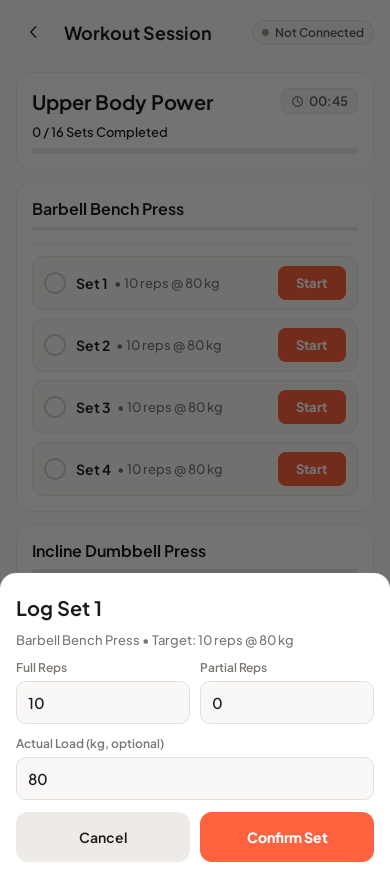 Workout Session
Not Connected
Upper Body Power
00:45
0 / 16 Sets Completed
Barbell Bench Press
Set 1 • 10 reps @ 80 kg
Start
Set 2 • 10 reps @ 80 kg
Start
Set 3 • 10 reps @ 80 kg
Start
Set 4 • 10 reps @ 80 kg
Start
Incline Dumbbell Press
Log Set 1
Barbell Bench Press • Target: 10 reps @ 80 kg
Full Reps
Partial Reps
10
0
Actual Load (kg, optional)
80
Cancel
Confirm Set